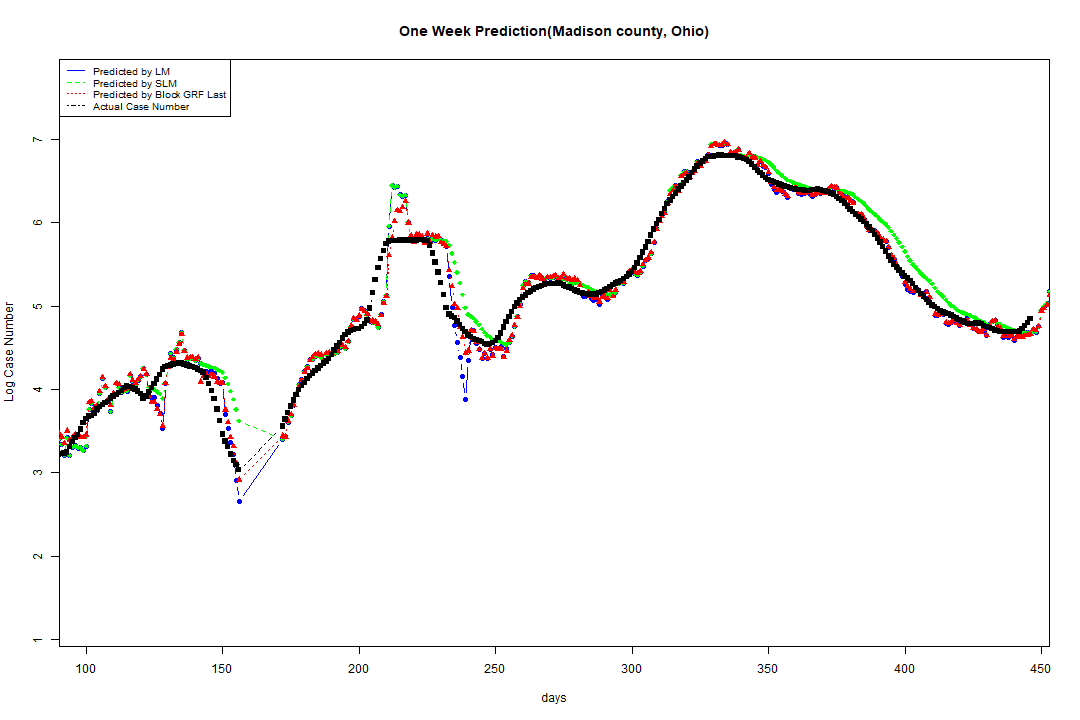 One Week Prediction(Madison county, Ohio)
Predicted by LM
Predicted by SLM
Predicted by Block GRF Last
Actual Case Number
Log Case Number
7
6
5
4
3
2
1
100 150 200 250 300 350 400 450
days